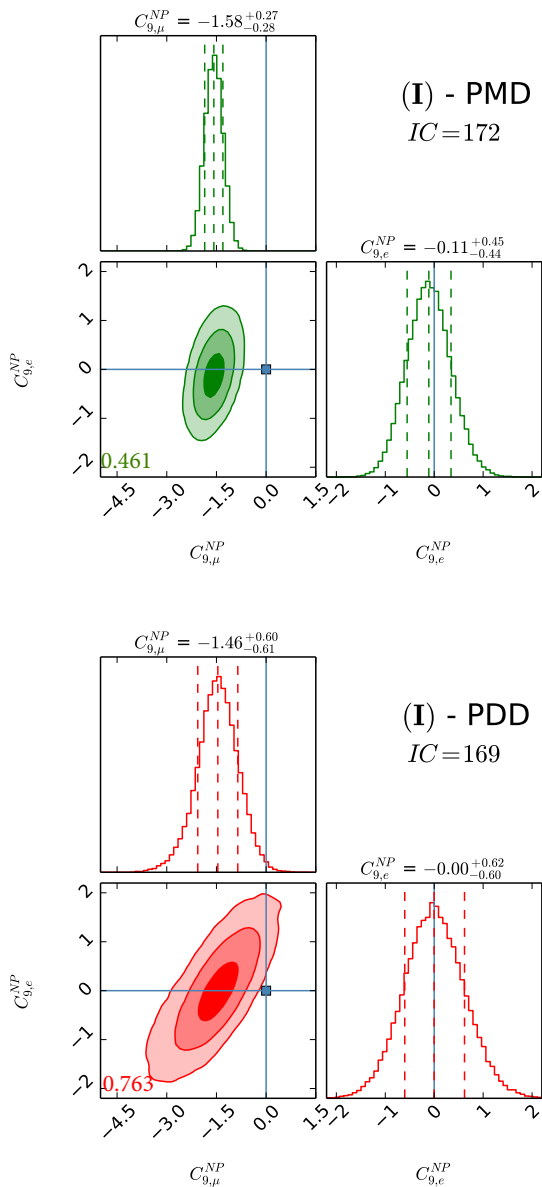 C_{9,μ}^{NP} = −1.58^{+0.27}_{−0.28}
(I) - PMD
IC=172
C_{9,e}^{NP} = −0.11^{+0.45}_{−0.44}
2
1
0
−1
−2
C_{9,e}^{NP}
0.461
−4.5 −3.0 −1.5 0.0 1.5
−2 −1 0 1 2
C_{9,μ}^{NP}
C_{9,e}^{NP}
C_{9,μ}^{NP} = −1.46^{+0.60}_{−0.61}
(I) - PDD
IC=169
C_{9,e}^{NP} = −0.00^{+0.62}_{−0.60}
2
1
0
−1
−2
C_{9,e}^{NP}
0.763
−4.5 −3.0 −1.5 0.0 1.5
−2 −1 0 1 2
C_{9,μ}^{NP}
C_{9,e}^{NP}